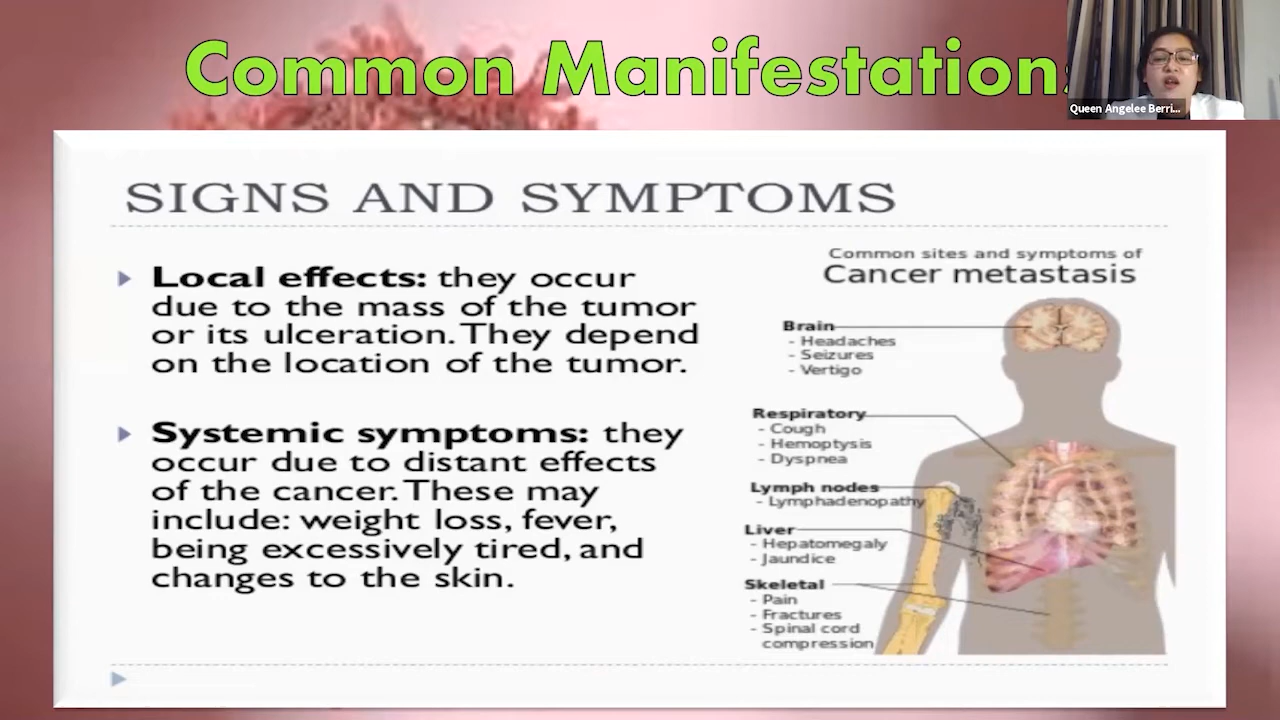 Common Manifestations
Queen Angelee Berri...
SIGNS AND SYMPTOMS
Local effects: they occur
due to the mass of the tumor
or its ulceration. They depend
on the location of the tumor.
Systemic symptoms: they
occur due to distant effects
of the cancer. These may
include: weight loss, fever,
being excessively tired, and
changes to the skin.
Common sites and symptoms of
Cancer metastasis
Brain
- Headaches
- Seizures
- Vertigo
Respiratory
- Cough
- Hemoptysis
- Dyspnea
Lymph nodes
- Lymphadenopathy
Liver
- Hepatomegaly
- Jaundice
Skeletal
- Pain
- Fractures
- Spinal cord
compression